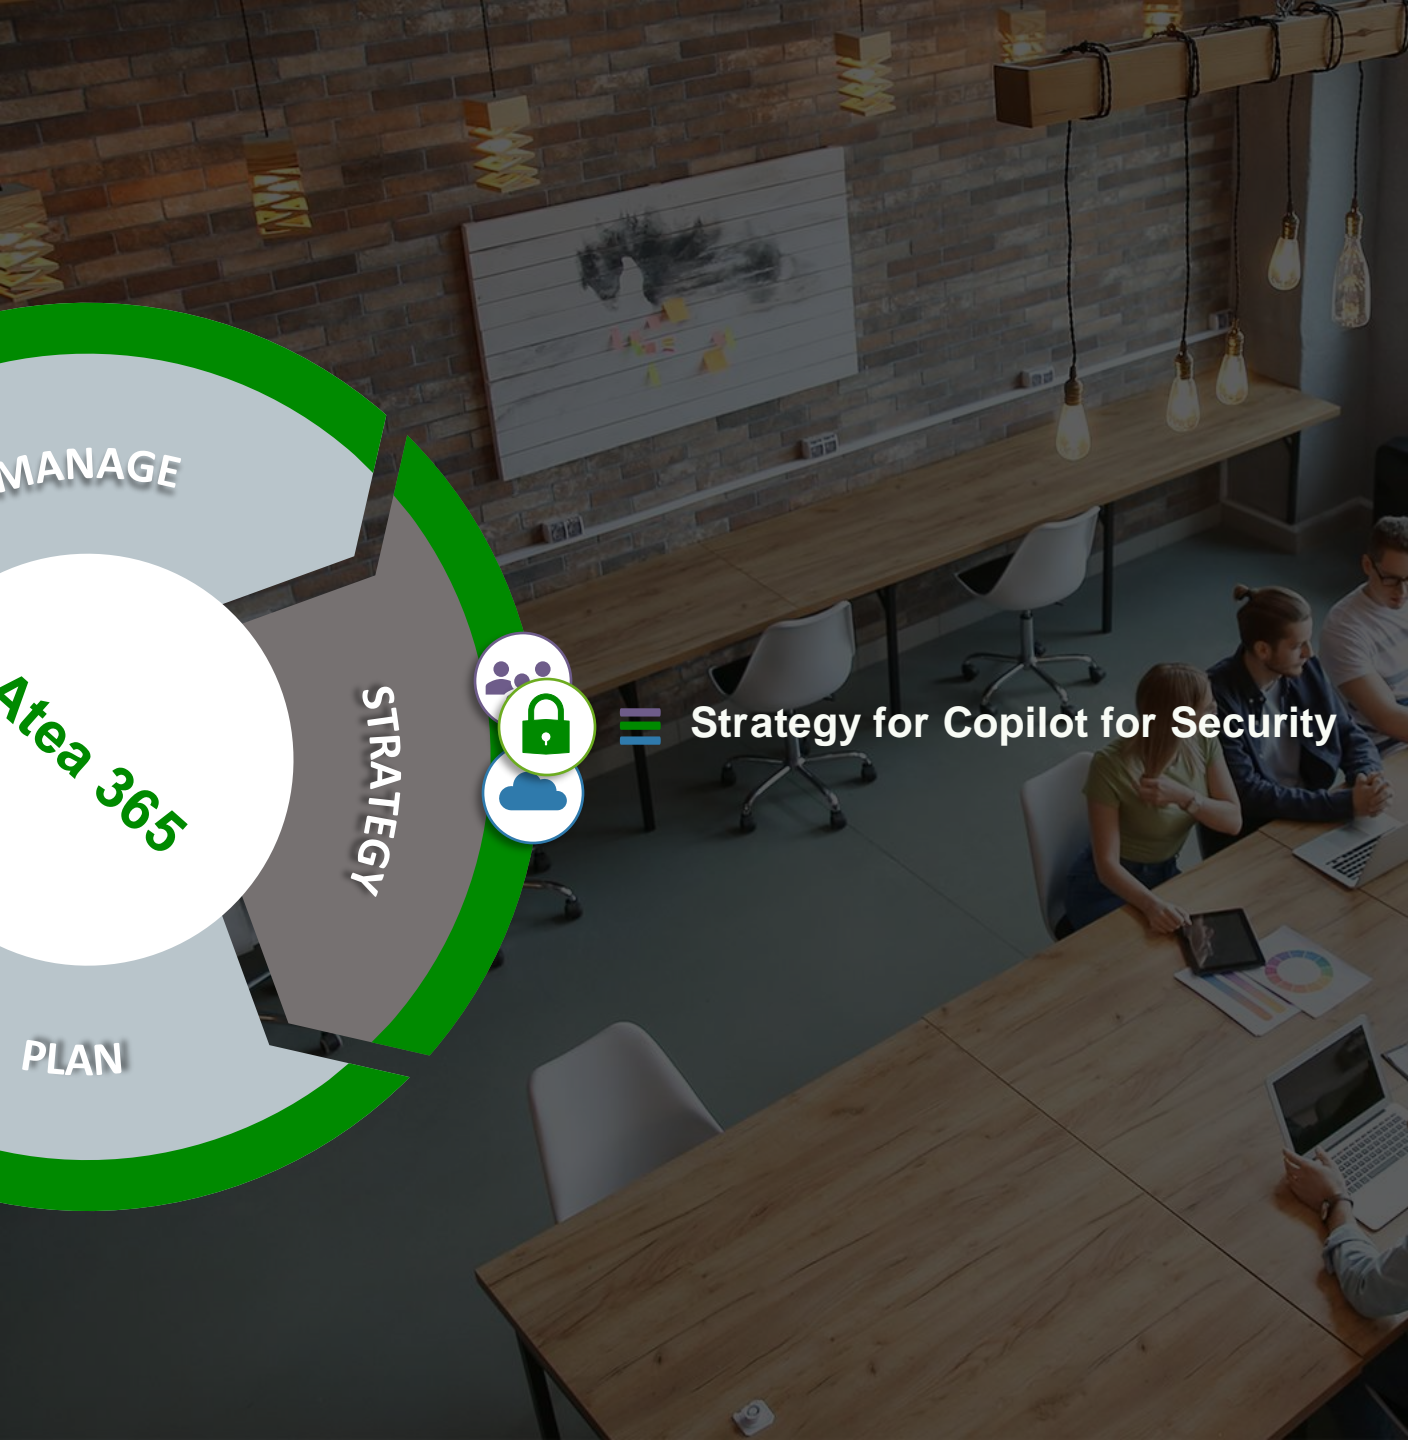 MANAGE
Atea 365
STRATEGY
Strategy for Copilot for Security
PLAN